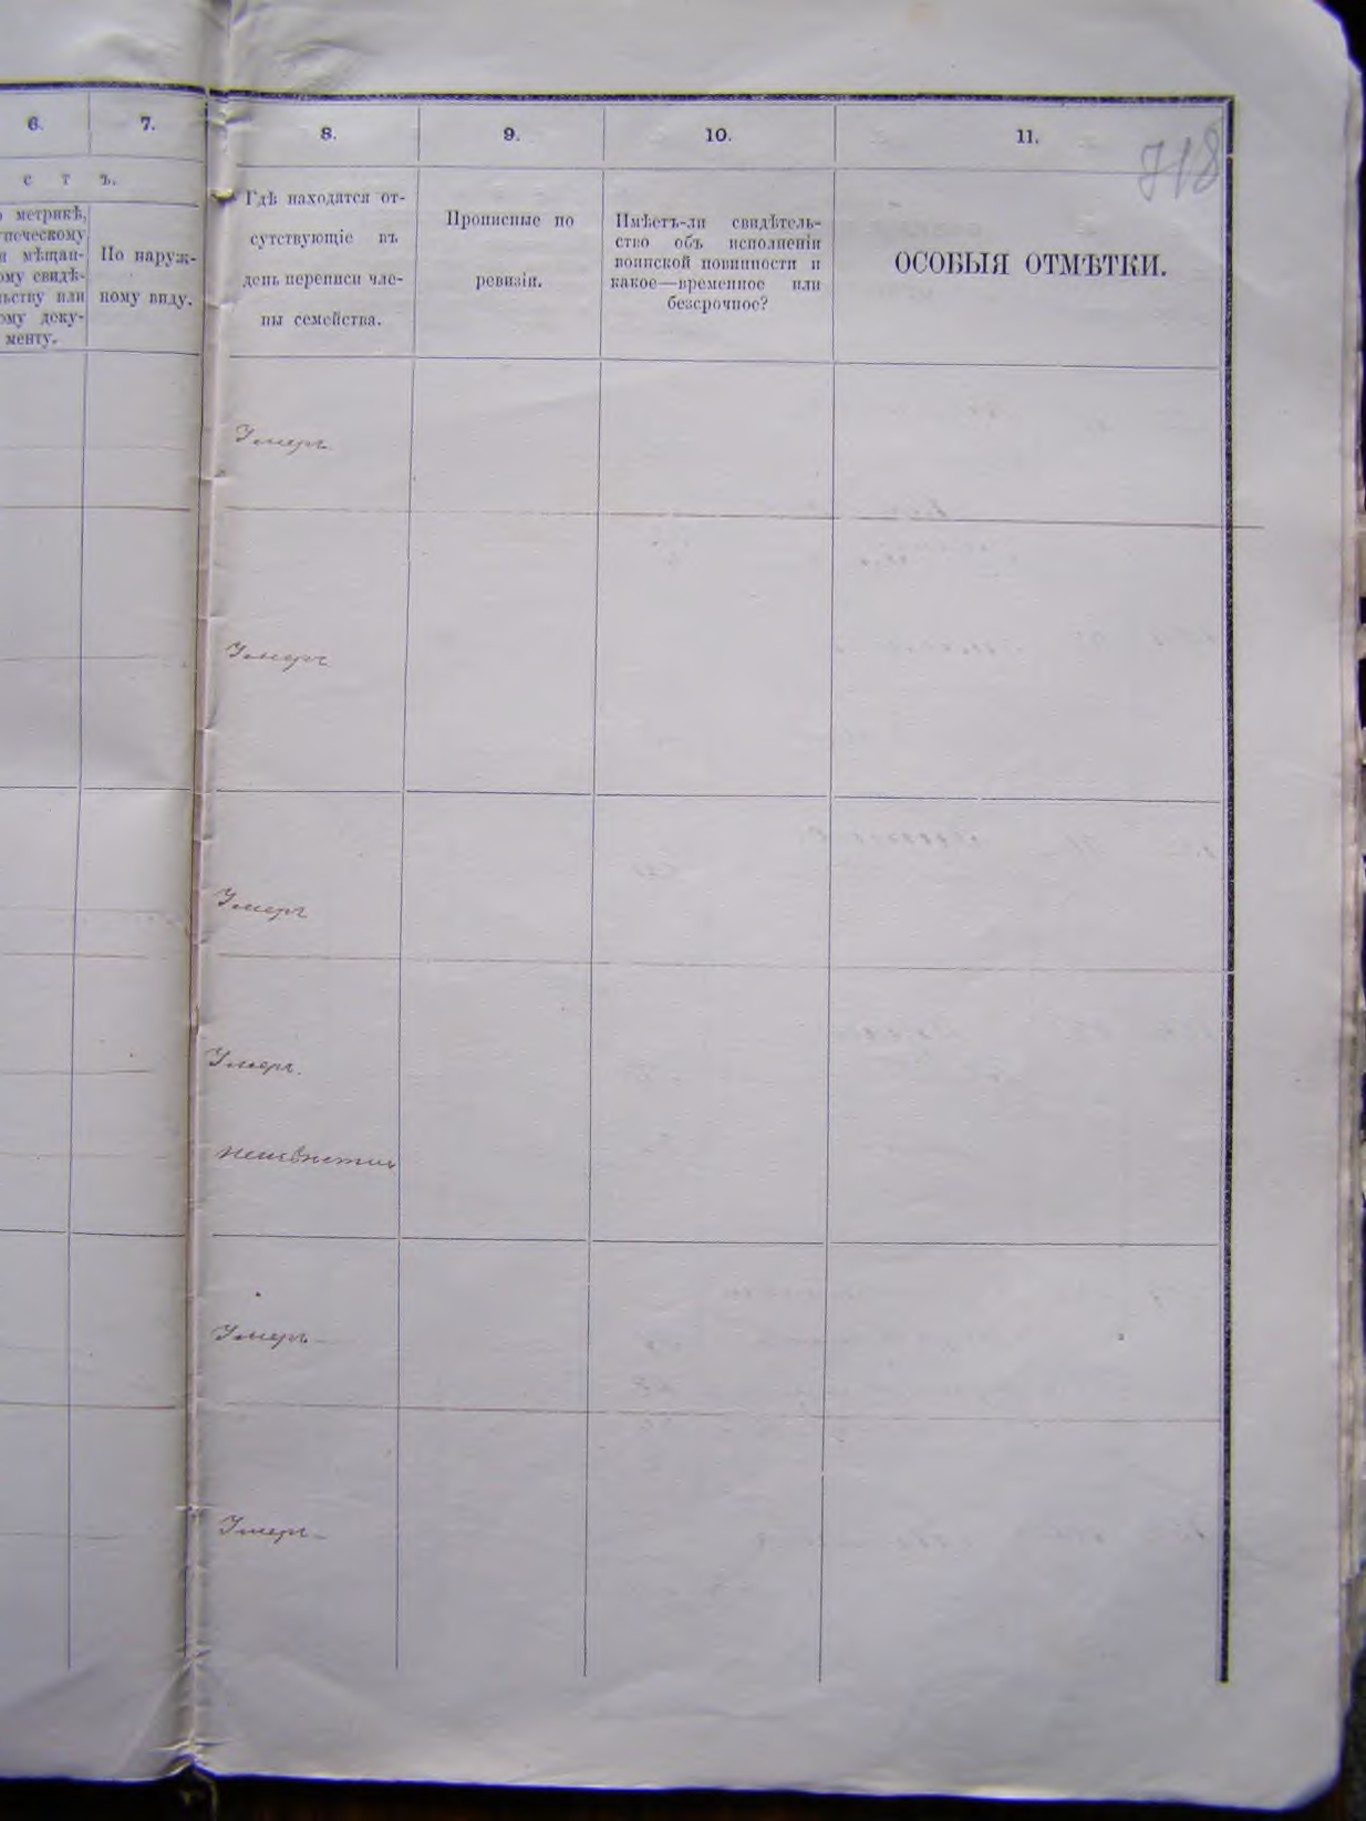 718
6. 7. 8. 9. 10. 11.
с т ъ.
метрикѣ,
печескому
мѣщан-
ому свидѣ-
льству или
ому доку-
менту.
По наруж-
ному виду.
Гдѣ находятся от-
сутствующіе въ
день переписи чле-
ны семейства.
Прописные по
ревизіи.
Имѣетъ-ли свидѣтель-
ство объ исполненіи
воинской повинности и
какое—временное или
безсрочное?
ОСОБЫЯ ОТМѢТКИ.
Умеръ
Умеръ
Умеръ
Умеръ.
неизвѣстно
Умеръ
Умеръ